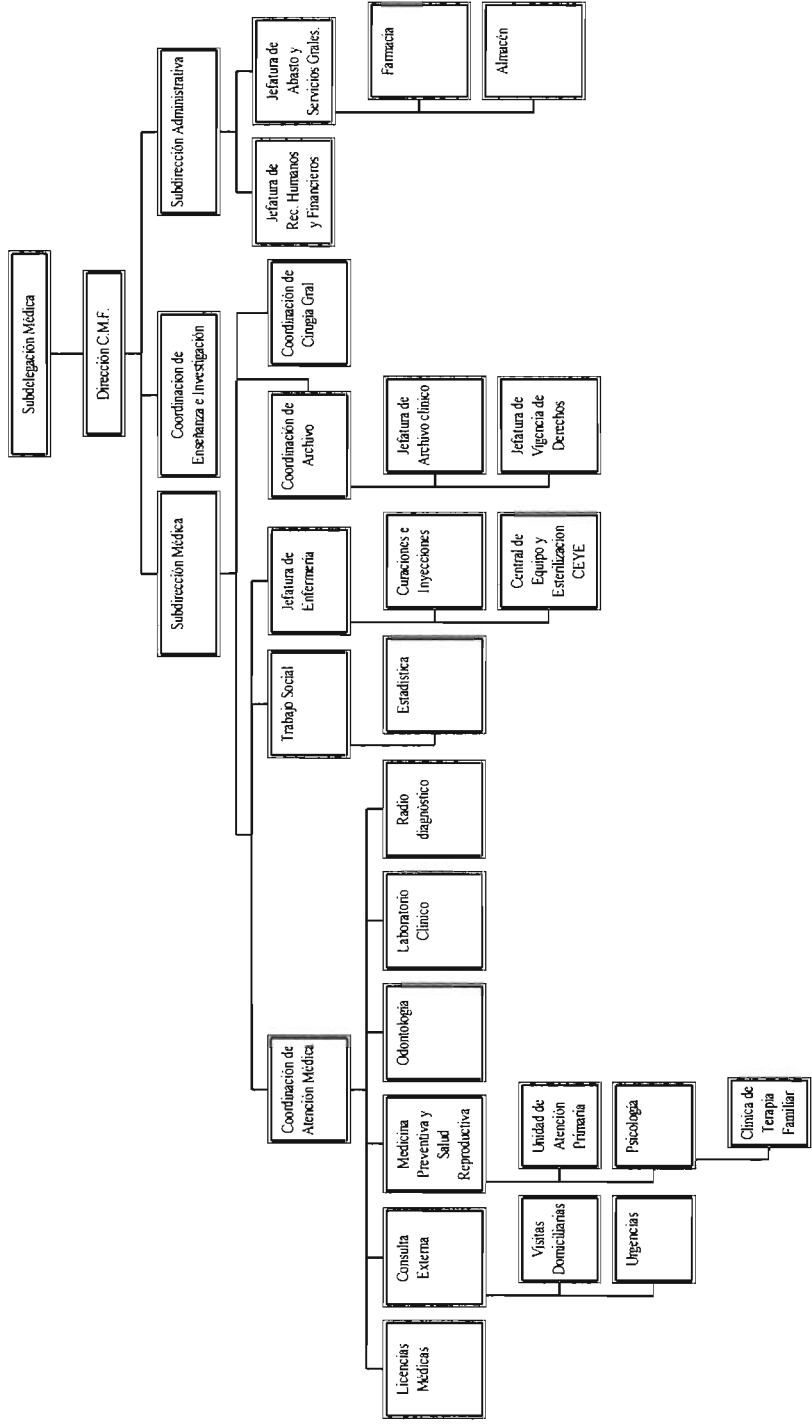 Subdelegación Médica
Dirección C.M.F.
Subdirección Médica
Coordinacion de
Enseñanza e Investigación
Subdirección Administrativa
Coordinación de
Atención Médica
Trabajo Social
Jefatura de
Enfermería
Coordinación de
Archivo
Coordinación de
Cirugía Gral
Jefatura de
Rec. Humanos
y Financieros
Jefatura de
Abasto y
Servicios Grales.
Licencias
Médicas
Consulta
Externa
Medicina
Preventiva y
Salud
Reproductiva
Odontología
Laboratorio
Clínico
Radio
diagnóstico
Estadística
Curaciones e
Inyecciones
Jefatura de
Archivo clínico
Farmacia
Visitas
Domiciliarias
Unidad de
Atención
Primaria
Central de
Equipo y
Esterilizacion
CEYE
Jefatura de
Vigencia de
Derechos
Almacén
Urgencias
Psicología
Clínica de
Terapia
Familiar